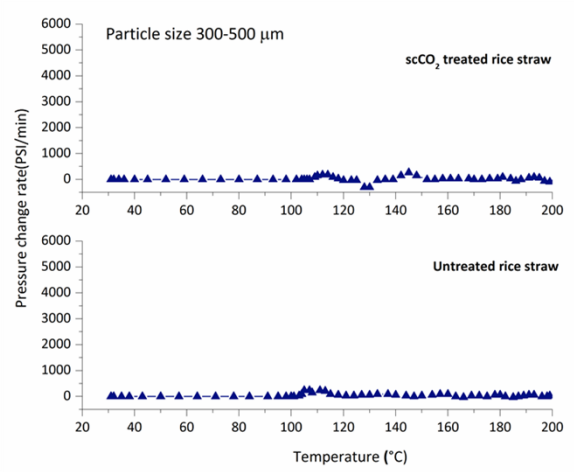 Particle size 300-500 μm
scCO2 treated rice straw
6000
5000
4000
3000
2000
1000
0
20 40 60 80 100 120 140 160 180 200
Pressure change rate(PSI/min)
Untreated rice straw
6000
5000
4000
3000
2000
1000
0
20 40 60 80 100 120 140 160 180 200
Temperature (°C)